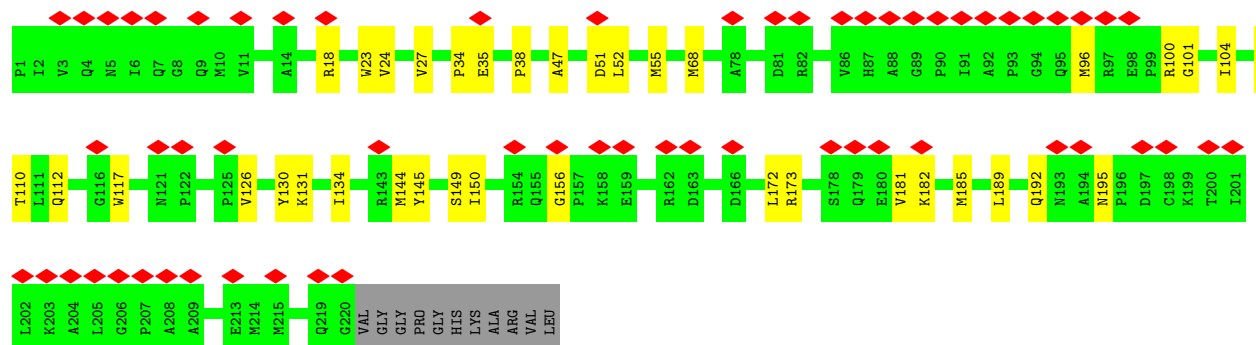 P1 I2 V3 Q4 N5 I6 Q7 G8 Q9 M10 V11 A14 R18 W23 V24 V27 P34 E35 P38 A47 D51 L52 M55 M68 A78 D81 R82 V86 H87 A88 G89 P90 I91 A92 P93 G94 Q95 M96 R97 E98 P99 R100 G101 I104
T110 L111 Q112 G116 W117 N121 P122 P125 V126 Y130 K131 I134 R143 M144 Y145 S149 I150 R154 Q155 G156 P157 K158 E159 R162 D163 D166 L172 R173 S178 Q179 E180 V181 K182 M185 L189 Q192 N193 A194 N195 P196 D197 C198 K199 T200 I201
L202 K203 A204 L205 G206 P207 A208 A209 E213 M214 M215 Q219 G220 VAL GLY GLY PRO GLY HIS LYS ALA ARG VAL LEU